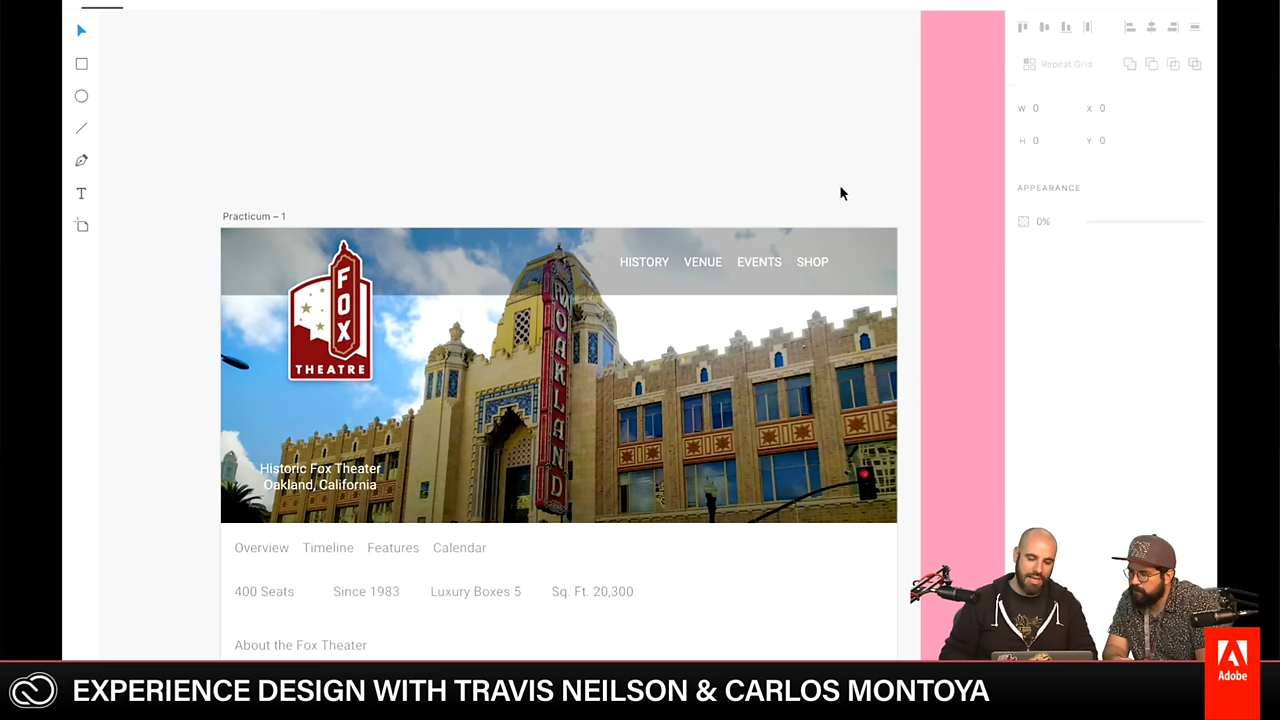 Repeat Grid
W 0 X 0
H 0 Y 0
APPEARANCE
0%
T
Practicum – 1
HISTORY VENUE EVENTS SHOP
FOX
THEATRE
OAKLAND
Historic Fox Theater
Oakland, California
Overview Timeline Features Calendar
400 Seats Since 1983 Luxury Boxes 5 Sq. Ft. 20,300
About the Fox Theater
EXPERIENCE DESIGN WITH TRAVIS NEILSON & CARLOS MONTOYA
Adobe